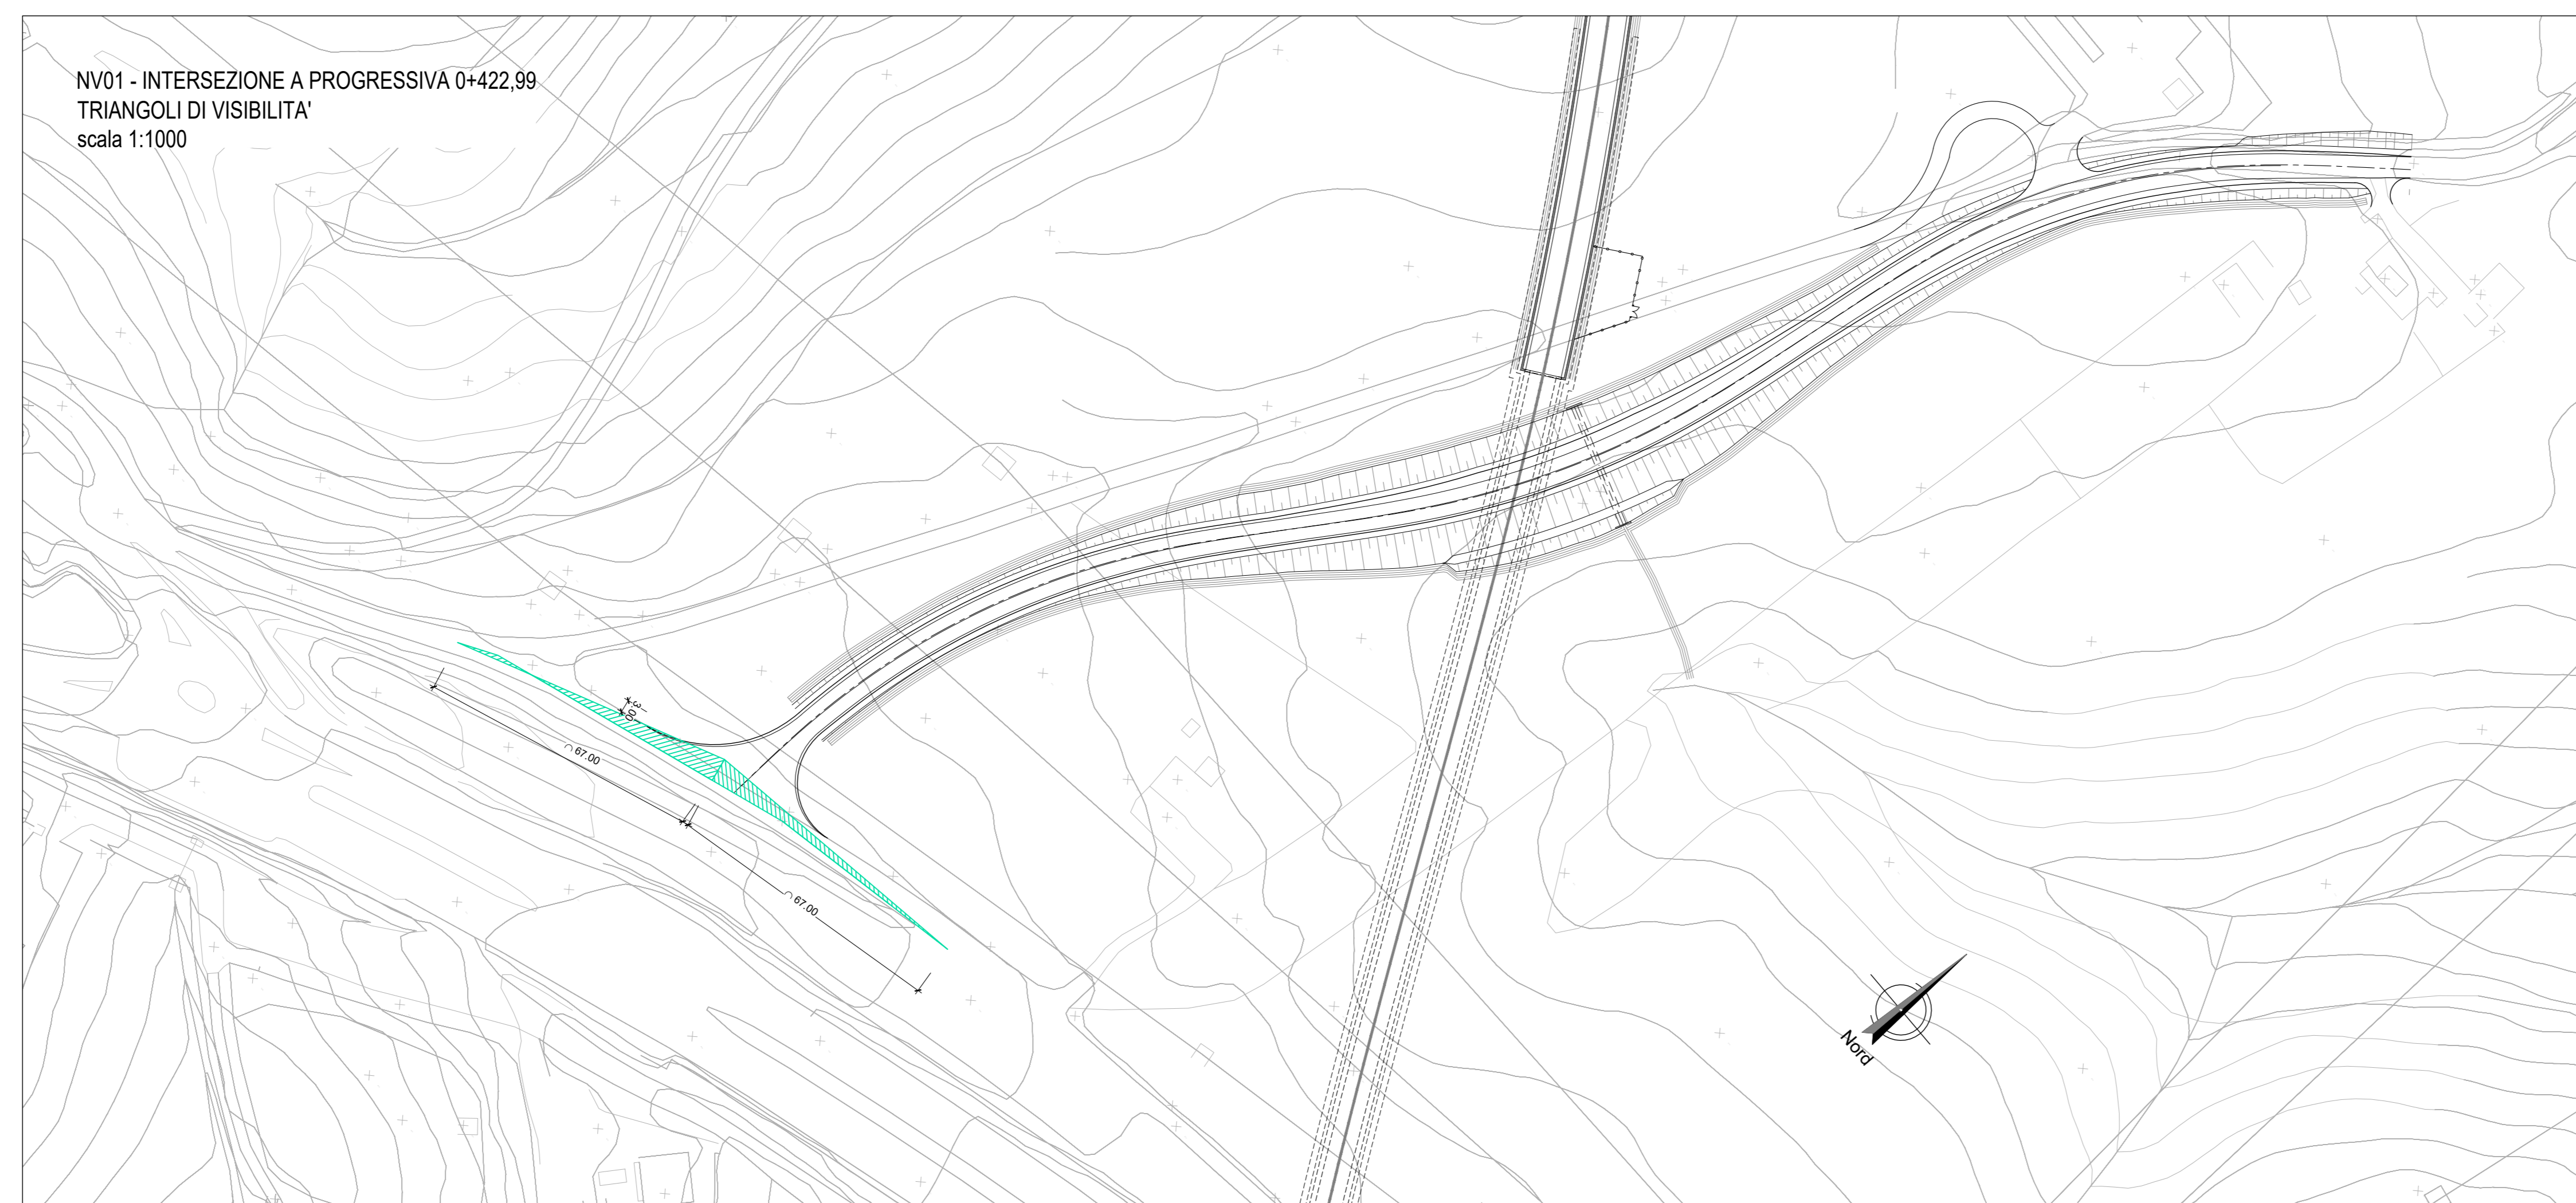 NV01 - INTERSEZIONE A PROGRESSIVA 0+422,99
TRIANGOLI DI VISIBILITA'
scala 1:1000
3.00
67.00
67.00
Nord